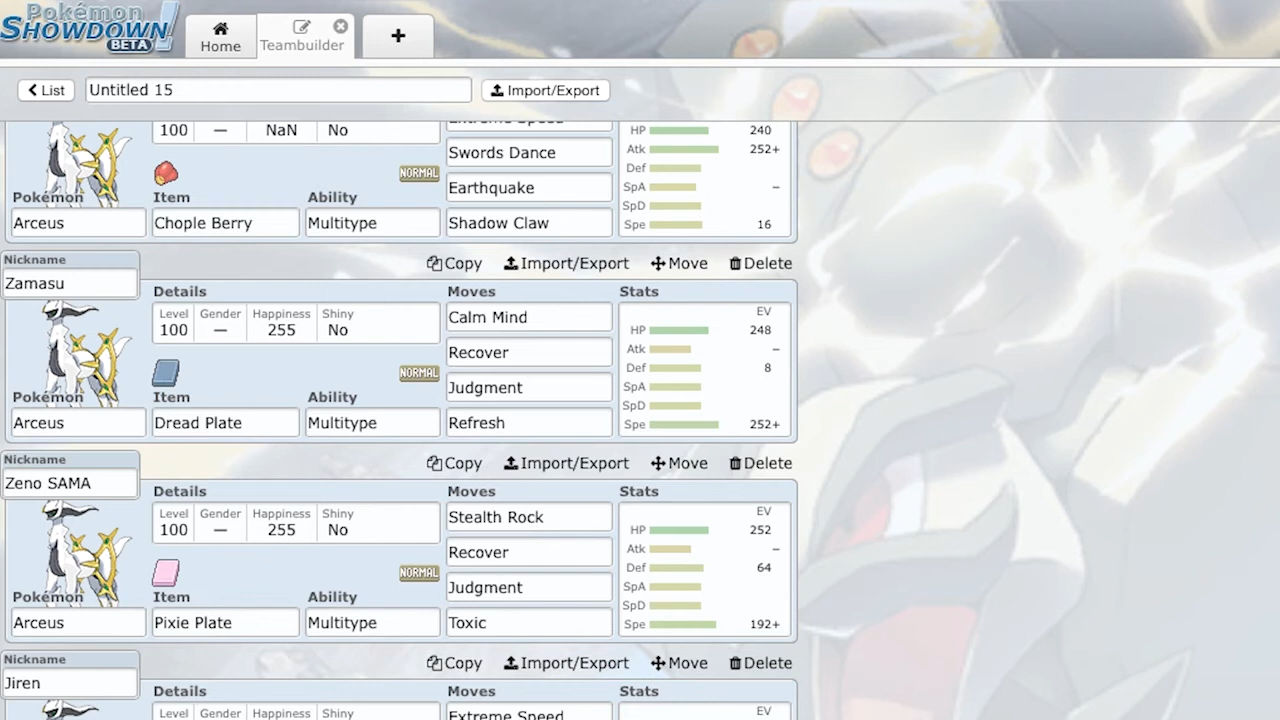 Pokémon
SHOWDOWN!
BETA
Home
Teambuilder
+
List
Untitled 15
Import/Export
100 — NaN No
Extreme Speed
Swords Dance
Earthquake
Shadow Claw
NORMAL
Pokémon Item Ability
Arceus Chople Berry Multitype
HP 240
Atk 252+
Def
SpA –
SpD
Spe 16
Copy Import/Export Move Delete
Nickname
Zamasu
Details Moves Stats
Level Gender Happiness Shiny
100 — 255 No
Calm Mind
Recover
Judgment
Refresh
NORMAL
Pokémon Item Ability
Arceus Dread Plate Multitype
EV
HP 248
Atk –
Def 8
SpA
SpD
Spe 252+
Copy Import/Export Move Delete
Nickname
Zeno SAMA
Details Moves Stats
Level Gender Happiness Shiny
100 — 255 No
Stealth Rock
Recover
Judgment
Toxic
NORMAL
Pokémon Item Ability
Arceus Pixie Plate Multitype
EV
HP 252
Atk –
Def 64
SpA
SpD
Spe 192+
Copy Import/Export Move Delete
Nickname
Jiren
Details Moves Stats
Level Gender Happiness Shiny
Extreme Speed
EV